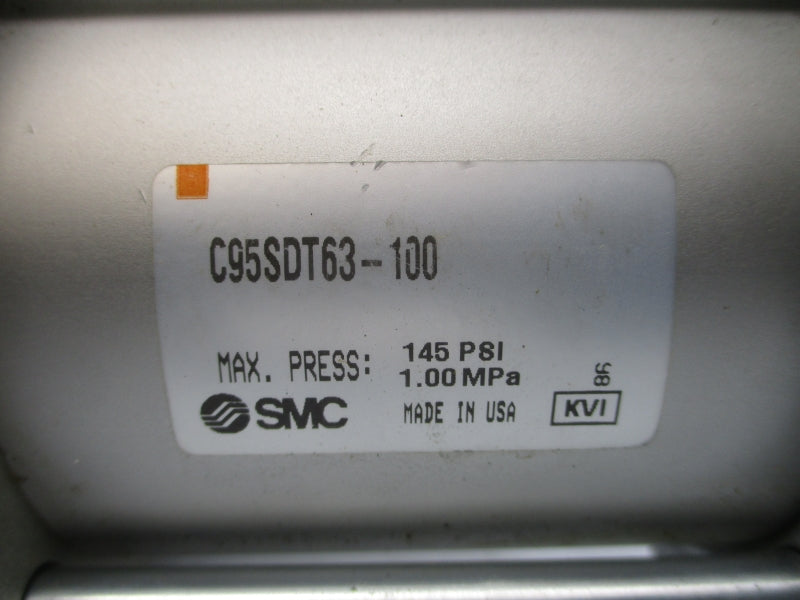 C95SDT63-100
MAX. PRESS: 145 PSI
1.00 MPa
SMC MADE IN USA
KVI